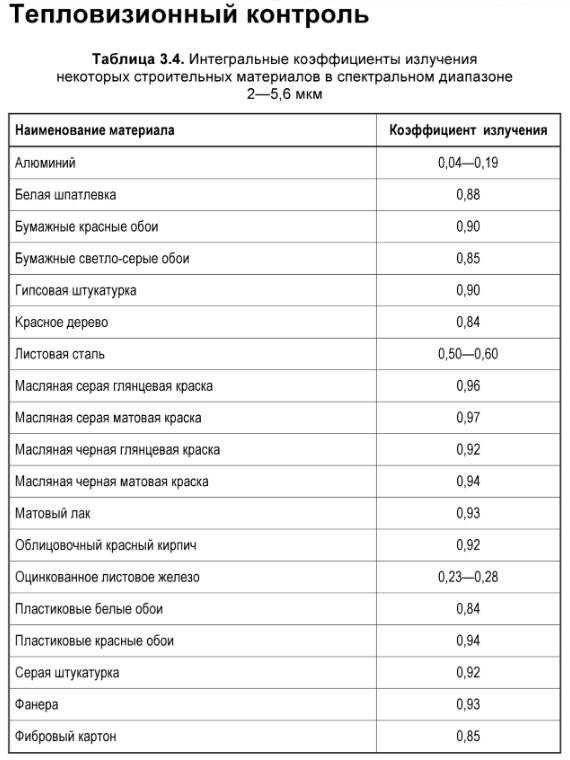 Тепловизионный контроль
Таблица 3.4. Интегральные коэффициенты излучения
некоторых строительных материалов в спектральном диапазоне
2—5,6 мкм
Наименование материала Коэффициент излучения
Алюминий 0,04—0,19
Белая шпатлевка 0,88
Бумажные красные обои 0,90
Бумажные светло-серые обои 0,85
Гипсовая штукатурка 0,90
Красное дерево 0,84
Листовая сталь 0,50—0,60
Масляная серая глянцевая краска 0,96
Масляная серая матовая краска 0,97
Масляная черная глянцевая краска 0,92
Масляная черная матовая краска 0,94
Матовый лак 0,93
Облицовочный красный кирпич 0,92
Оцинкованное листовое железо 0,23—0,28
Пластиковые белые обои 0,84
Пластиковые красные обои 0,94
Серая штукатурка 0,92
Фанера 0,93
Фибровый картон 0,85